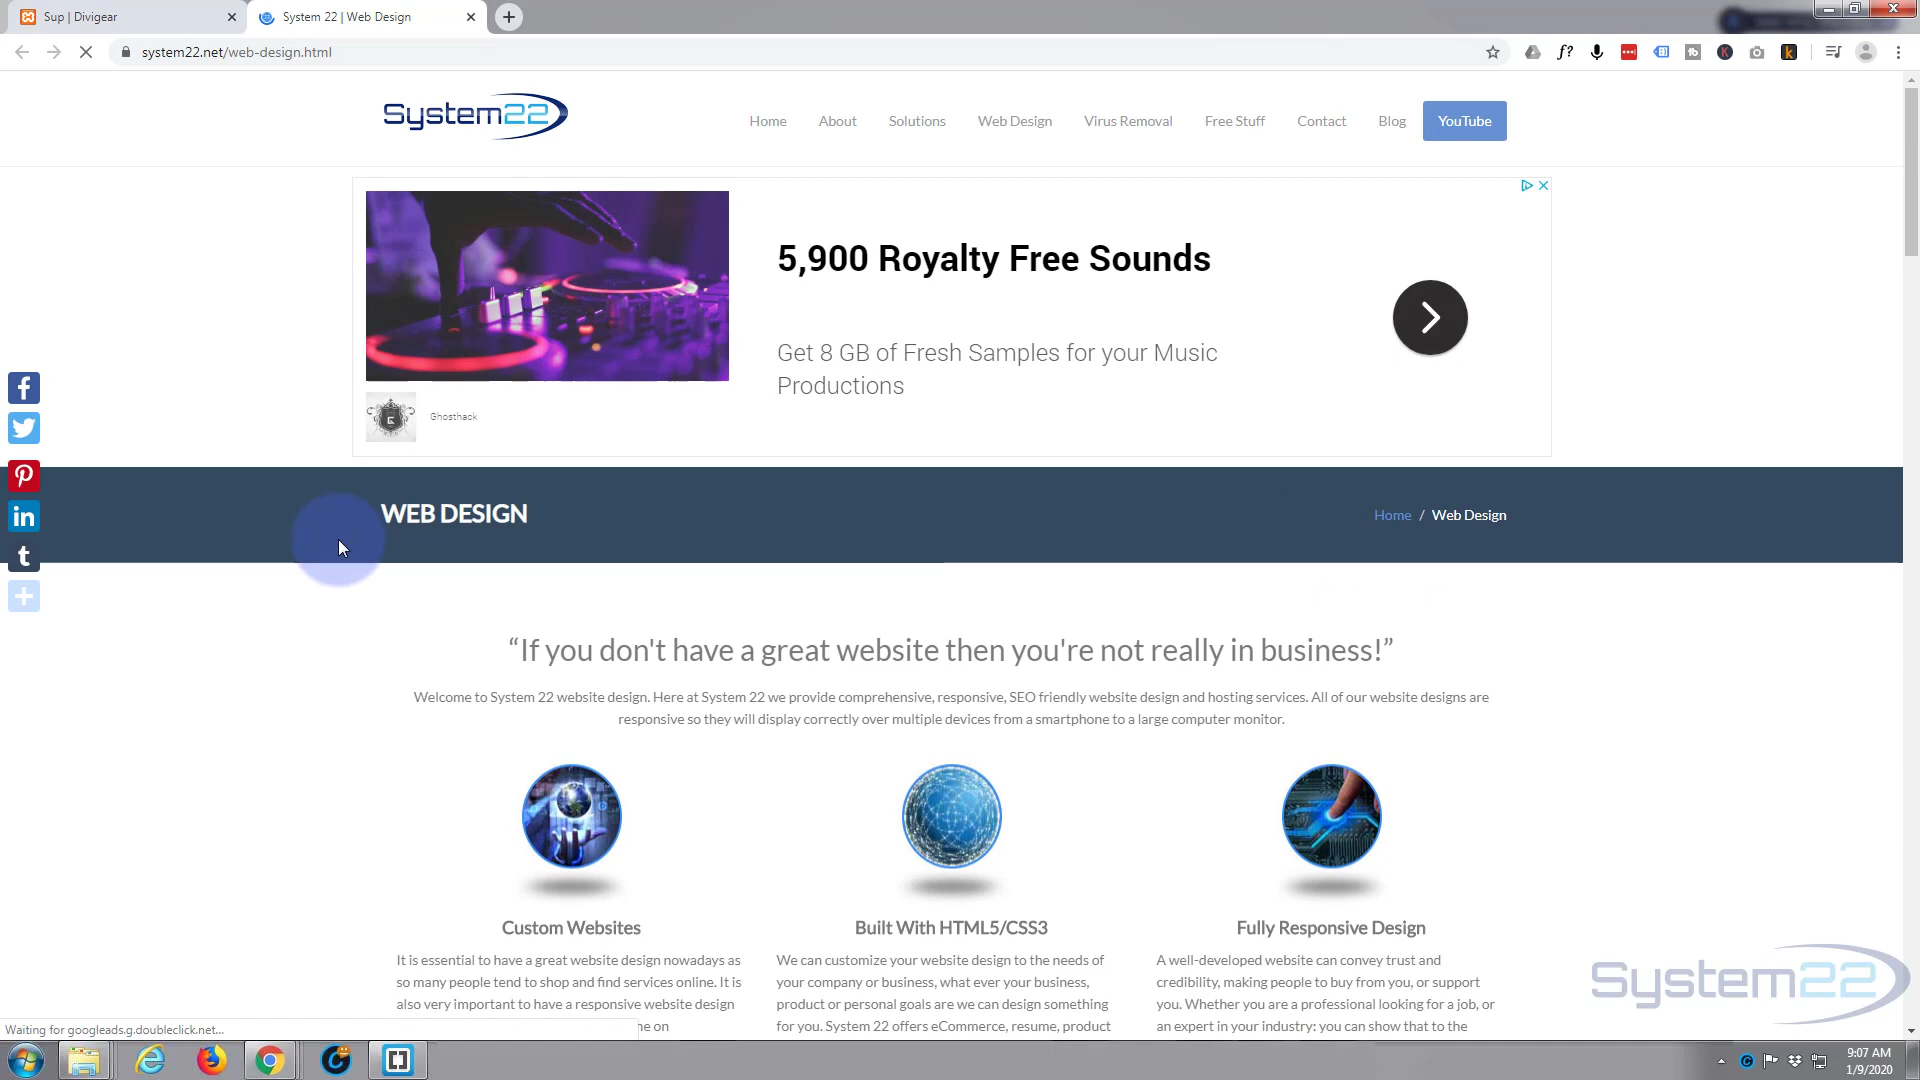 Sup | Divigear
System 22 | Web Design
system22.net/web-design.html
System22
Home
About
Solutions
Web Design
Virus Removal
Free Stuff
Contact
Blog
YouTube
5,900 Royalty Free Sounds
Get 8 GB of Fresh Samples for your Music
Productions
Ghosthack
WEB DESIGN
Home / Web Design
“If you don't have a great website then you're not really in business!”
Welcome to System 22 website design. Here at System 22 we provide comprehensive, responsive, SEO friendly website design and hosting services. All of our website designs are
responsive so they will display correctly over multiple devices from a smartphone to a large computer monitor.
Custom Websites
It is essential to have a great website design nowadays as
so many people tend to shop and find services online. It is
also very important to have a responsive website design
ne on
Built With HTML5/CSS3
We can customize your website design to the needs of
your company or business, what ever your business,
product or personal goals are we can design something
for you. System 22 offers eCommerce, resume, product
Fully Responsive Design
A well-developed website can convey trust and
credibility, making people to buy from you, or support
you. Whether you are a professional looking for a job, or
an expert in your industry: you can show that to the
System22
Waiting for googleads.g.doubleclick.net...
9:07 AM
1/9/2020